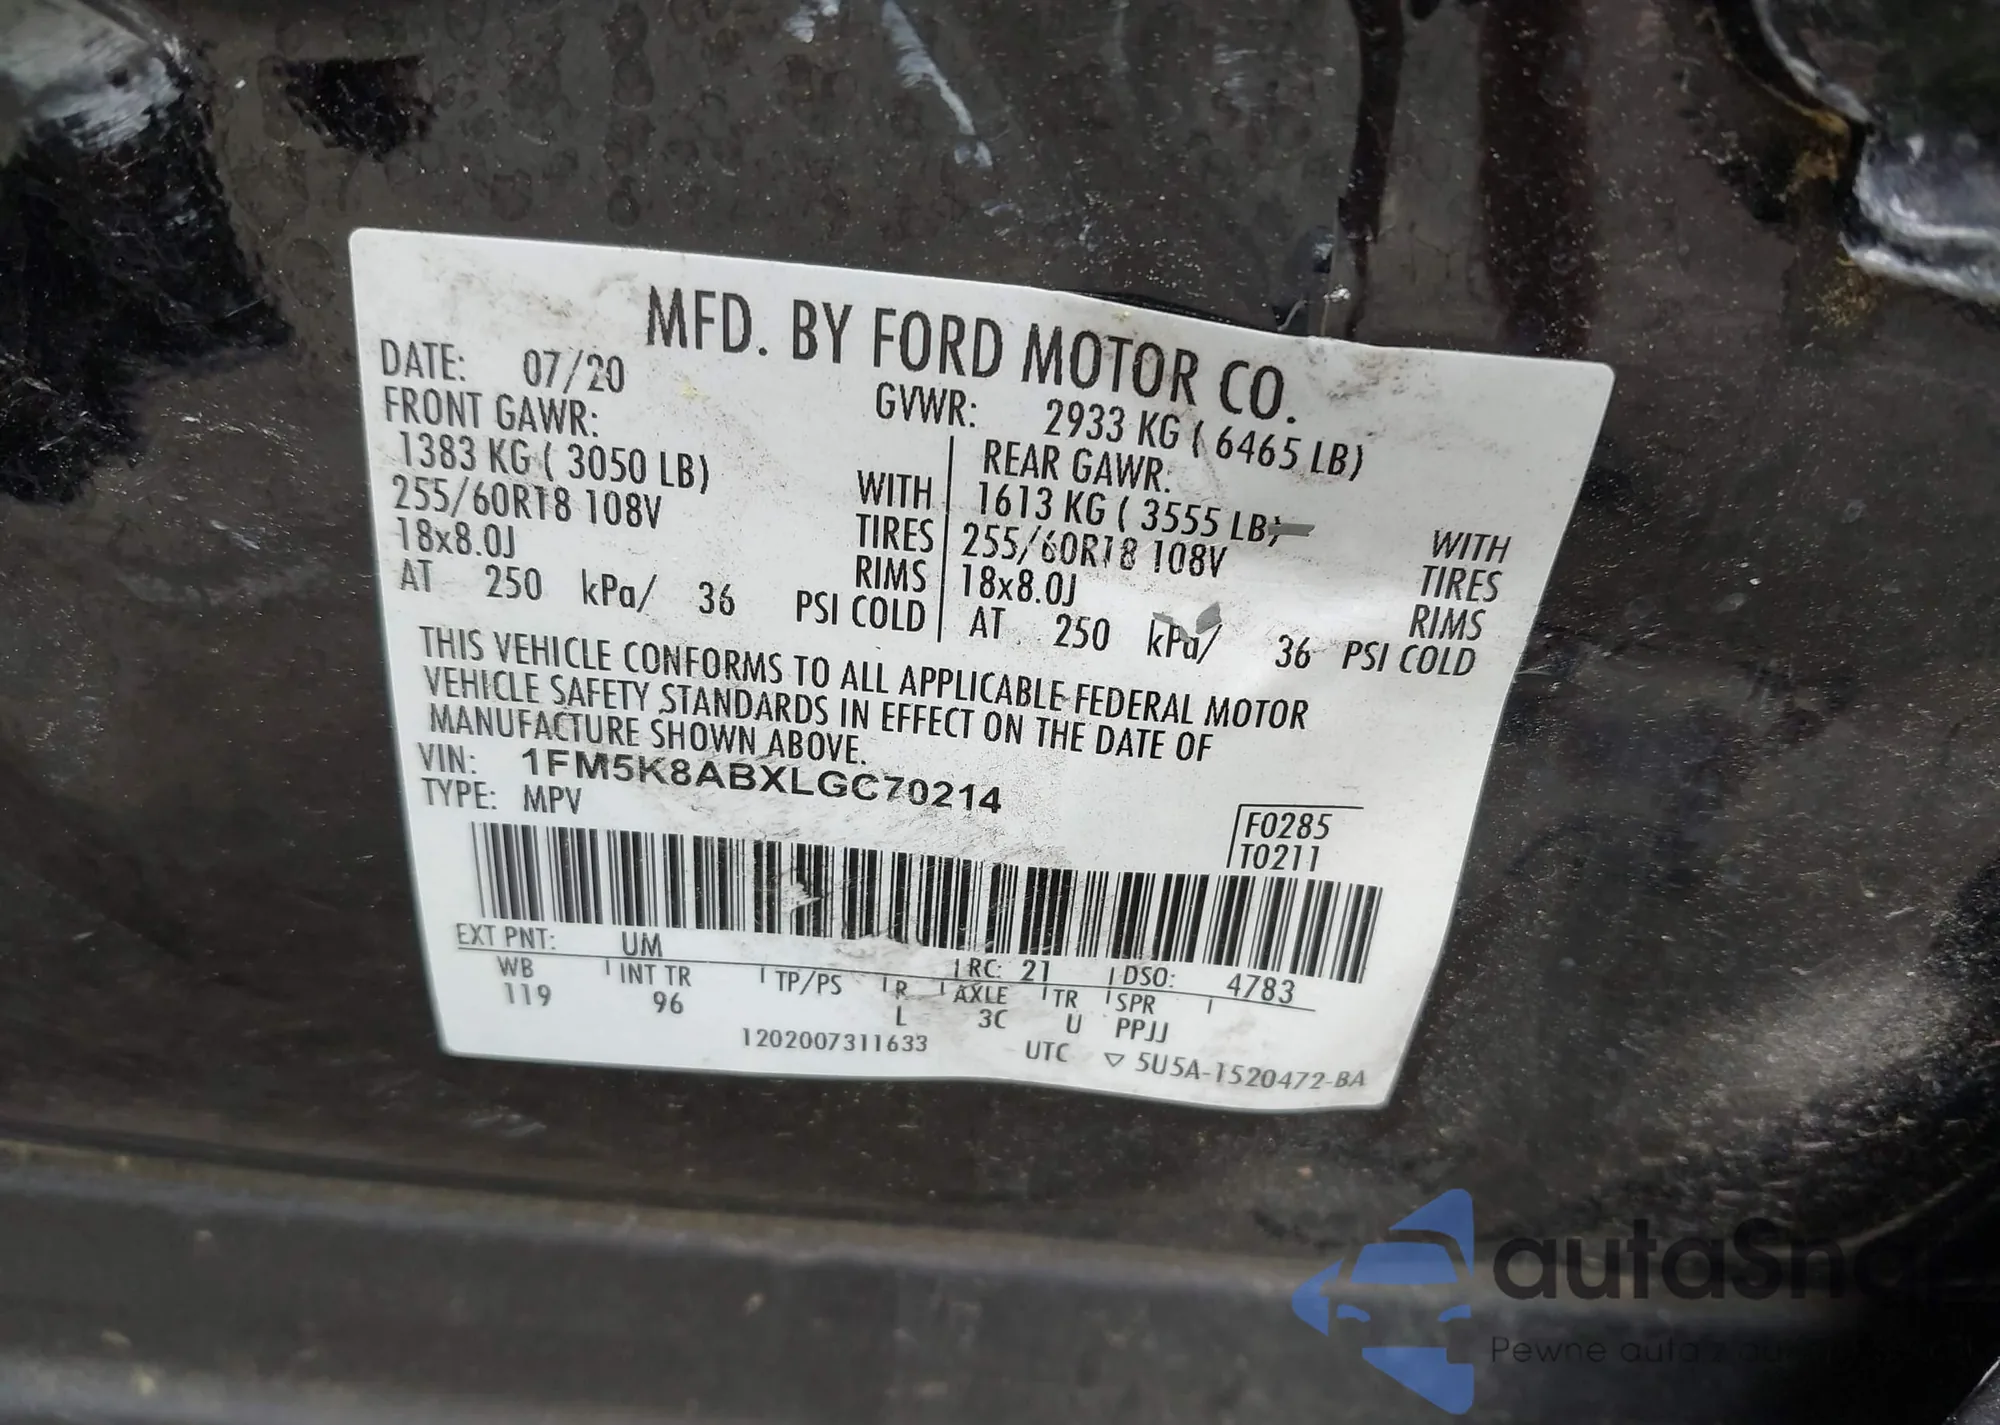 MFD. BY FORD MOTOR CO.
DATE: 07/20
GVWR: 2933 KG ( 6465 LB)
FRONT GAWR:
1383 KG ( 3050 LB) WITH
255/60R18 108V TIRES
18x8.0J RIMS
AT 250 kPa/ 36 PSI COLD
REAR GAWR:
1613 KG ( 3555 LB) WITH
255/60R18 108V TIRES
18x8.0J RIMS
AT 250 kPa/ 36 PSI COLD
THIS VEHICLE CONFORMS TO ALL APPLICABLE FEDERAL MOTOR
VEHICLE SAFETY STANDARDS IN EFFECT ON THE DATE OF
MANUFACTURE SHOWN ABOVE.
VIN: 1FM5K8ABXLGC70214
TYPE: MPV
F0285
T0211
EXT PNT: UM RC: 21 DSO: 4783
WB INT TR TP/PS R AXLE TR SPR
119 96 L 3C U PPJJ
1202007311633 UTC ▽ 5U5A-1520472-BA
Pewne auta z